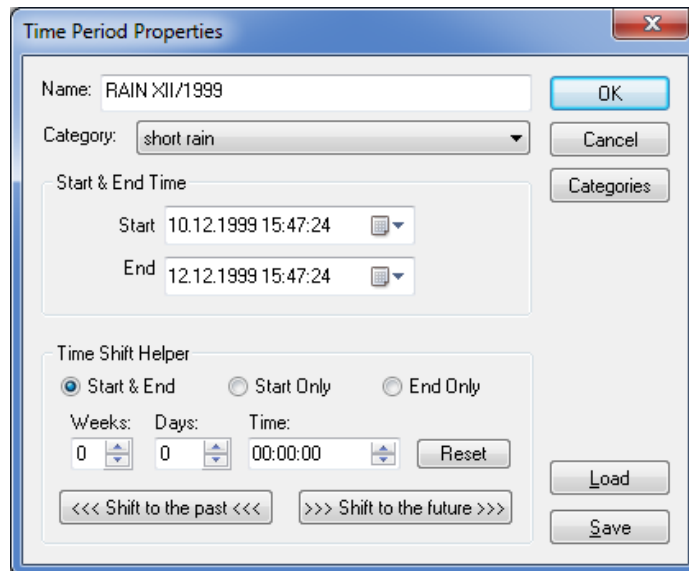 Time Period Properties
Name: RAIN XII/1999
OK
Category: short rain
Cancel
Categories
Start & End Time
Start 10.12.1999 15:47:24
End 12.12.1999 15:47:24
Time Shift Helper
Start & End Start Only End Only
Weeks: Days: Time:
0 0 00:00:00 Reset
<<< Shift to the past <<< >>> Shift to the future >>>
Load
Save